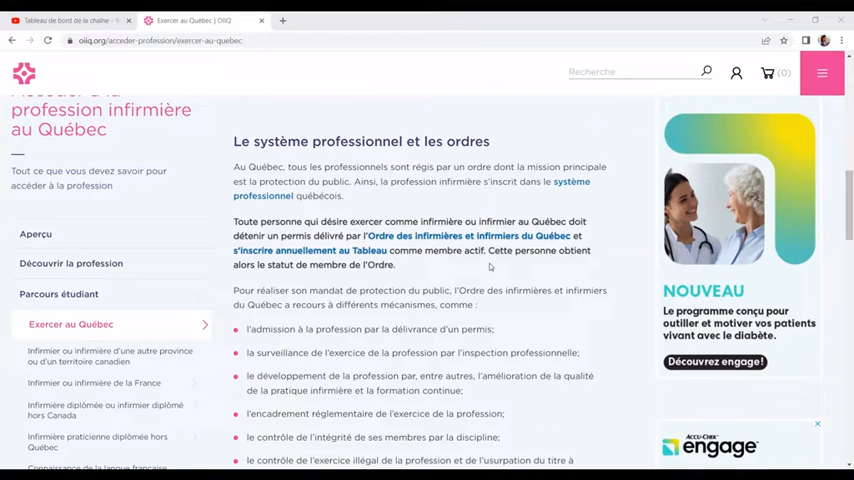 Tableau de bord de la chaîne -
Exercer au Québec | OIIQ
oiiq.org/acceder-profession/exercer-au-quebec
Recherche
(0)
profession infirmière
au Québec
Tout ce que vous devez savoir pour
accéder à la profession
Aperçu
Découvrir la profession
Parcours étudiant
Exercer au Québec
Infirmier ou infirmière d'une autre province
ou d'un territoire canadien
Infirmier ou infirmière de la France
Infirmière diplômée ou infirmier diplômé
hors Canada
Infirmière praticienne diplômée hors
Québec
Connaissance de la langue française
Le système professionnel et les ordres
Au Québec, tous les professionnels sont régis par un ordre dont la mission principale
est la protection du public. Ainsi, la profession infirmière s'inscrit dans le système
professionnel québécois.
Toute personne qui désire exercer comme infirmière ou infirmier au Québec doit
détenir un permis délivré par l'Ordre des infirmières et infirmiers du Québec et
s'inscrire annuellement au Tableau comme membre actif. Cette personne obtient
alors le statut de membre de l'Ordre.
Pour réaliser son mandat de protection du public, l'Ordre des infirmières et infirmiers
du Québec a recours à différents mécanismes, comme :
l'admission à la profession par la délivrance d'un permis;
la surveillance de l'exercice de la profession par l'inspection professionnelle;
le développement de la profession par, entre autres, l'amélioration de la qualité
de la pratique infirmière et la formation continue;
l'encadrement réglementaire de l'exercice de la profession;
le contrôle de l'intégrité de ses membres par la discipline;
le contrôle de l'exercice illégal de la profession et de l'usurpation du titre à
NOUVEAU
Le programme conçu pour
outiller et motiver vos patients
vivant avec le diabète.
Découvrez engage!
ACCU-CHEK
engage